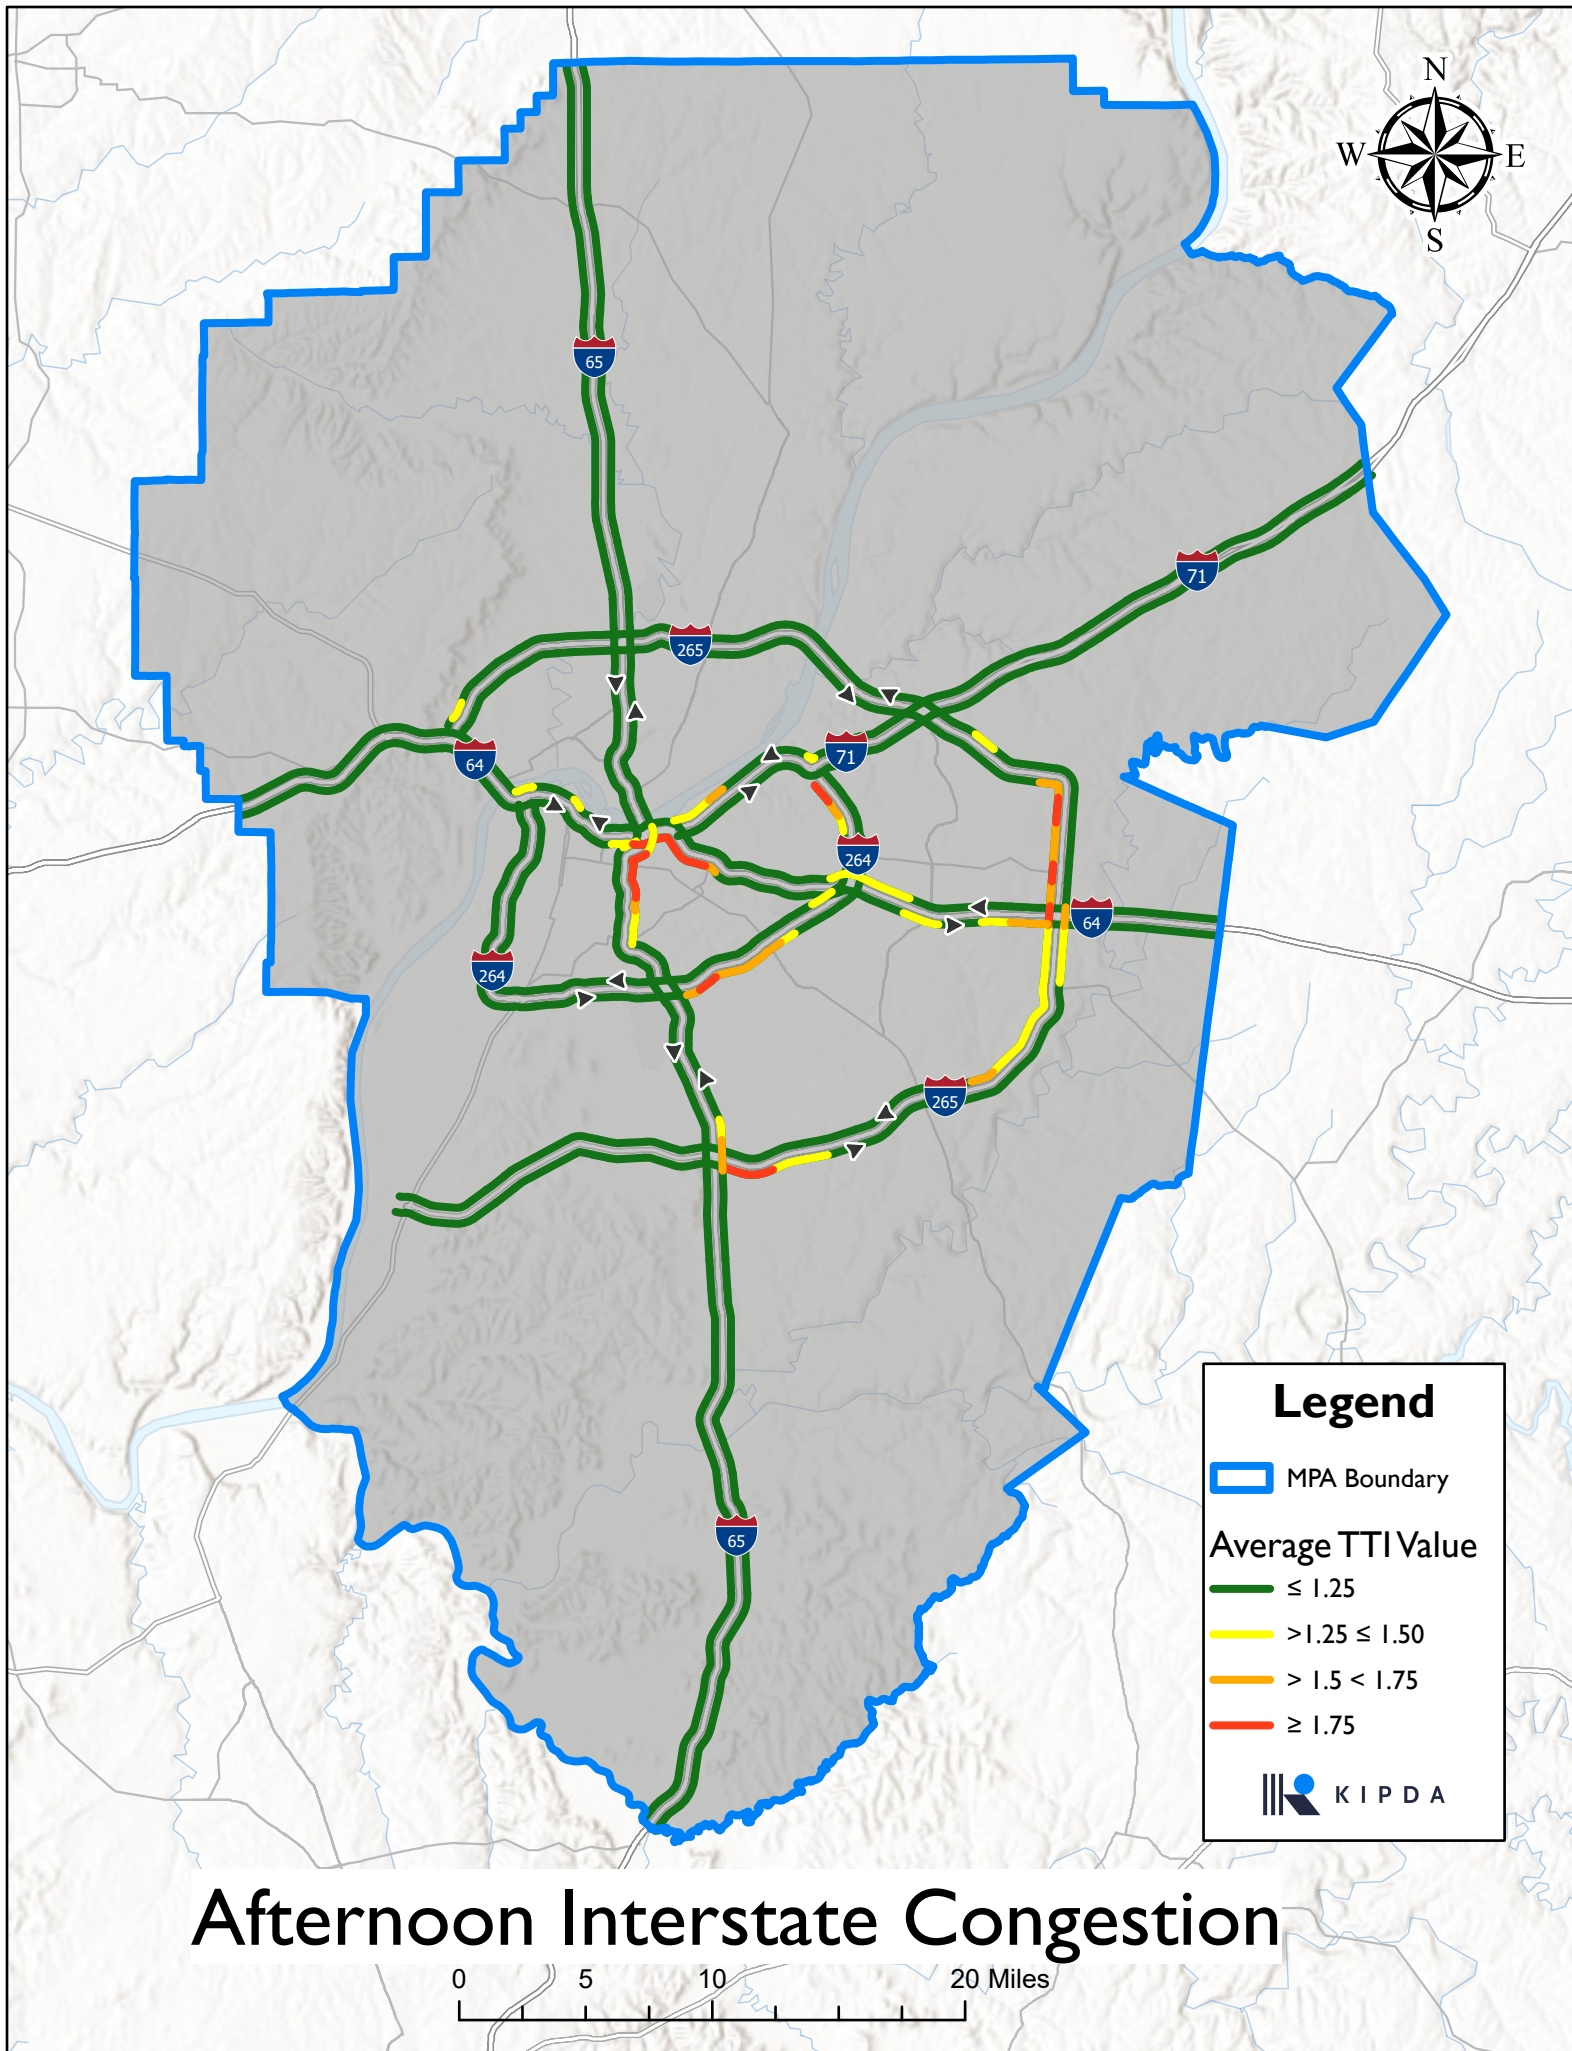 N
W
E
S
65
71
265
71
64
264
64
264
265
65
Legend
MPA Boundary
Average TTI Value
≤ 1.25
>1.25 ≤ 1.50
> 1.5 < 1.75
≥ 1.75
KIPDA
Afternoon Interstate Congestion
0 5 10 20 Miles